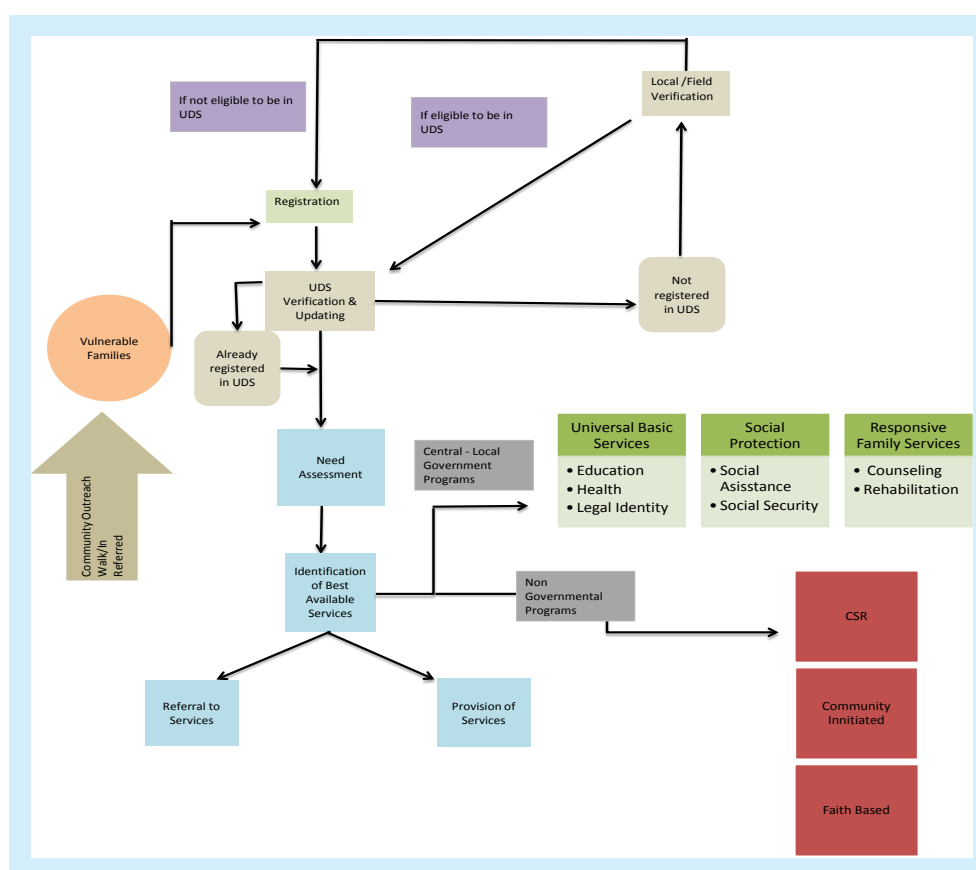 If not eligible to be in
UDS
If eligible to be in
UDS
Local /Field
Verification
Registration
UDS
Verification &
Updating
Not
registered
in UDS
Vulnerable
Families
Already
registered
in UDS
Community Outreach
Walk/In
Referred
Need
Assessment
Central - Local
Government
Programs
Universal Basic
Services
• Education
• Health
• Legal Identity
Social
Protection
• Social
Asisstance
• Social Security
Responsive
Family Services
• Counseling
• Rehabilitation
Identification
of Best
Available
Services
Non
Governmental
Programs
CSR
Community
Innitiated
Faith Based
Referral to
Services
Provision of
Services